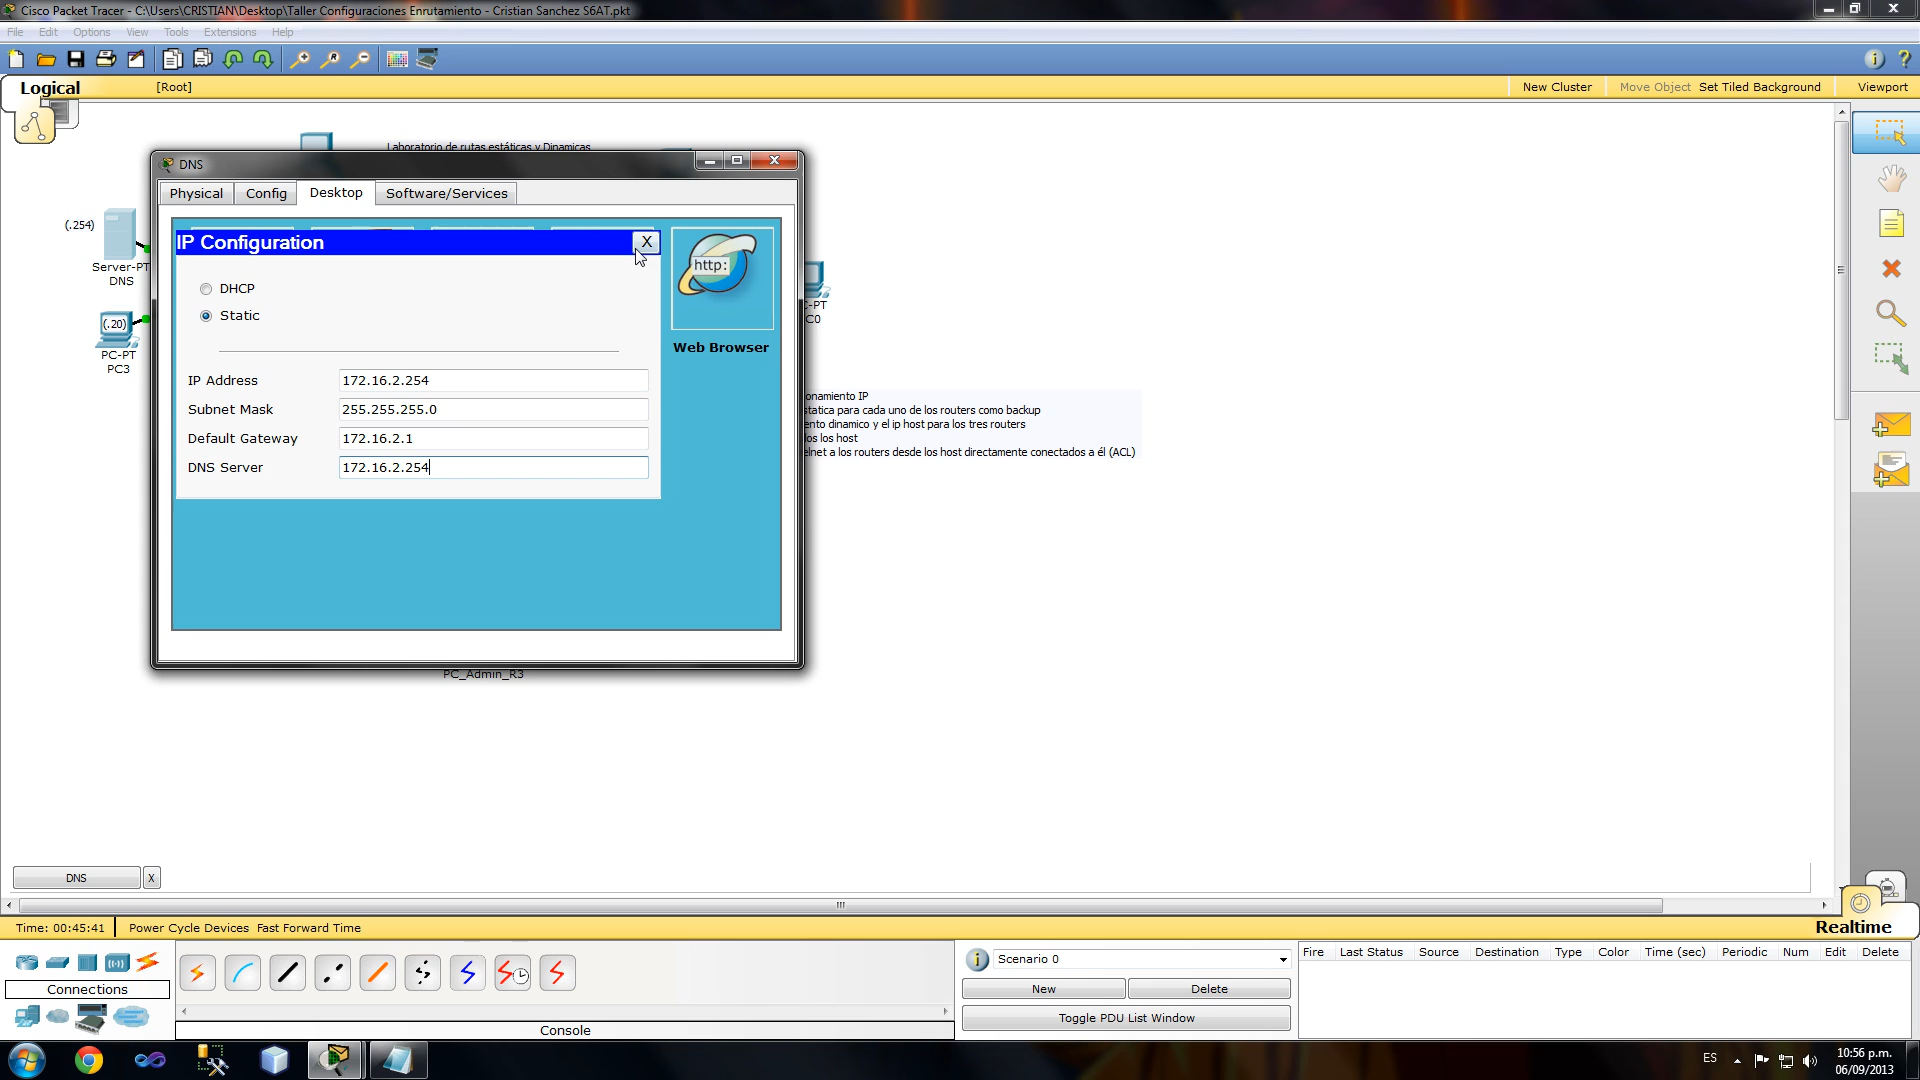 Cisco Packet Tracer - C:\Users\CRISTIAN\Desktop\Taller Configuraciones Enrutamiento - Cristian Sanchez S6AT.pkt
File Edit Options View Tools Extensions Help
Logical
[Root]
New Cluster
Move Object
Set Tiled Background
Viewport
Laboratorio de rutas estáticas y Dinamicas
DNS
Physical
Config
Desktop
Software/Services
(.254)
Server-PT
DNS
(.20)
PC-PT
PC3
IP Configuration
X
http:
Web Browser
DHCP
Static
IP Address 172.16.2.254
Subnet Mask 255.255.255.0
Default Gateway 172.16.2.1
DNS Server 172.16.2.254
C-PT
C0
onamiento IP
statica para cada uno de los routers como backup
ento dinamico y el ip host para los tres routers
los los host
elnet a los routers desde los host directamente conectados a él (ACL)
PC_Admin_R3
DNS
X
Time: 00:45:41
Power Cycle Devices Fast Forward Time
Realtime
Connections
Console
Scenario 0
New
Delete
Toggle PDU List Window
Fire Last Status Source Destination Type Color Time (sec) Periodic Num Edit Delete
ES
10:56 p.m.
06/09/2013